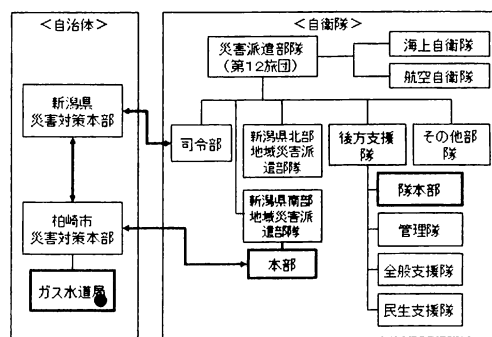 ＜自治体＞
新潟県
災害対策本部
柏崎市
災害対策本部
ガス水道局
＜自衛隊＞
災害派遣部隊
（第12旅団）
海上自衛隊
航空自衛隊
司令部
新潟県北部
地域災害派
遣部隊
新潟県南部
地域災害派
遣部隊
本部
後方支援
隊
隊本部
管理隊
全般支援隊
民生支援隊
その他部
隊